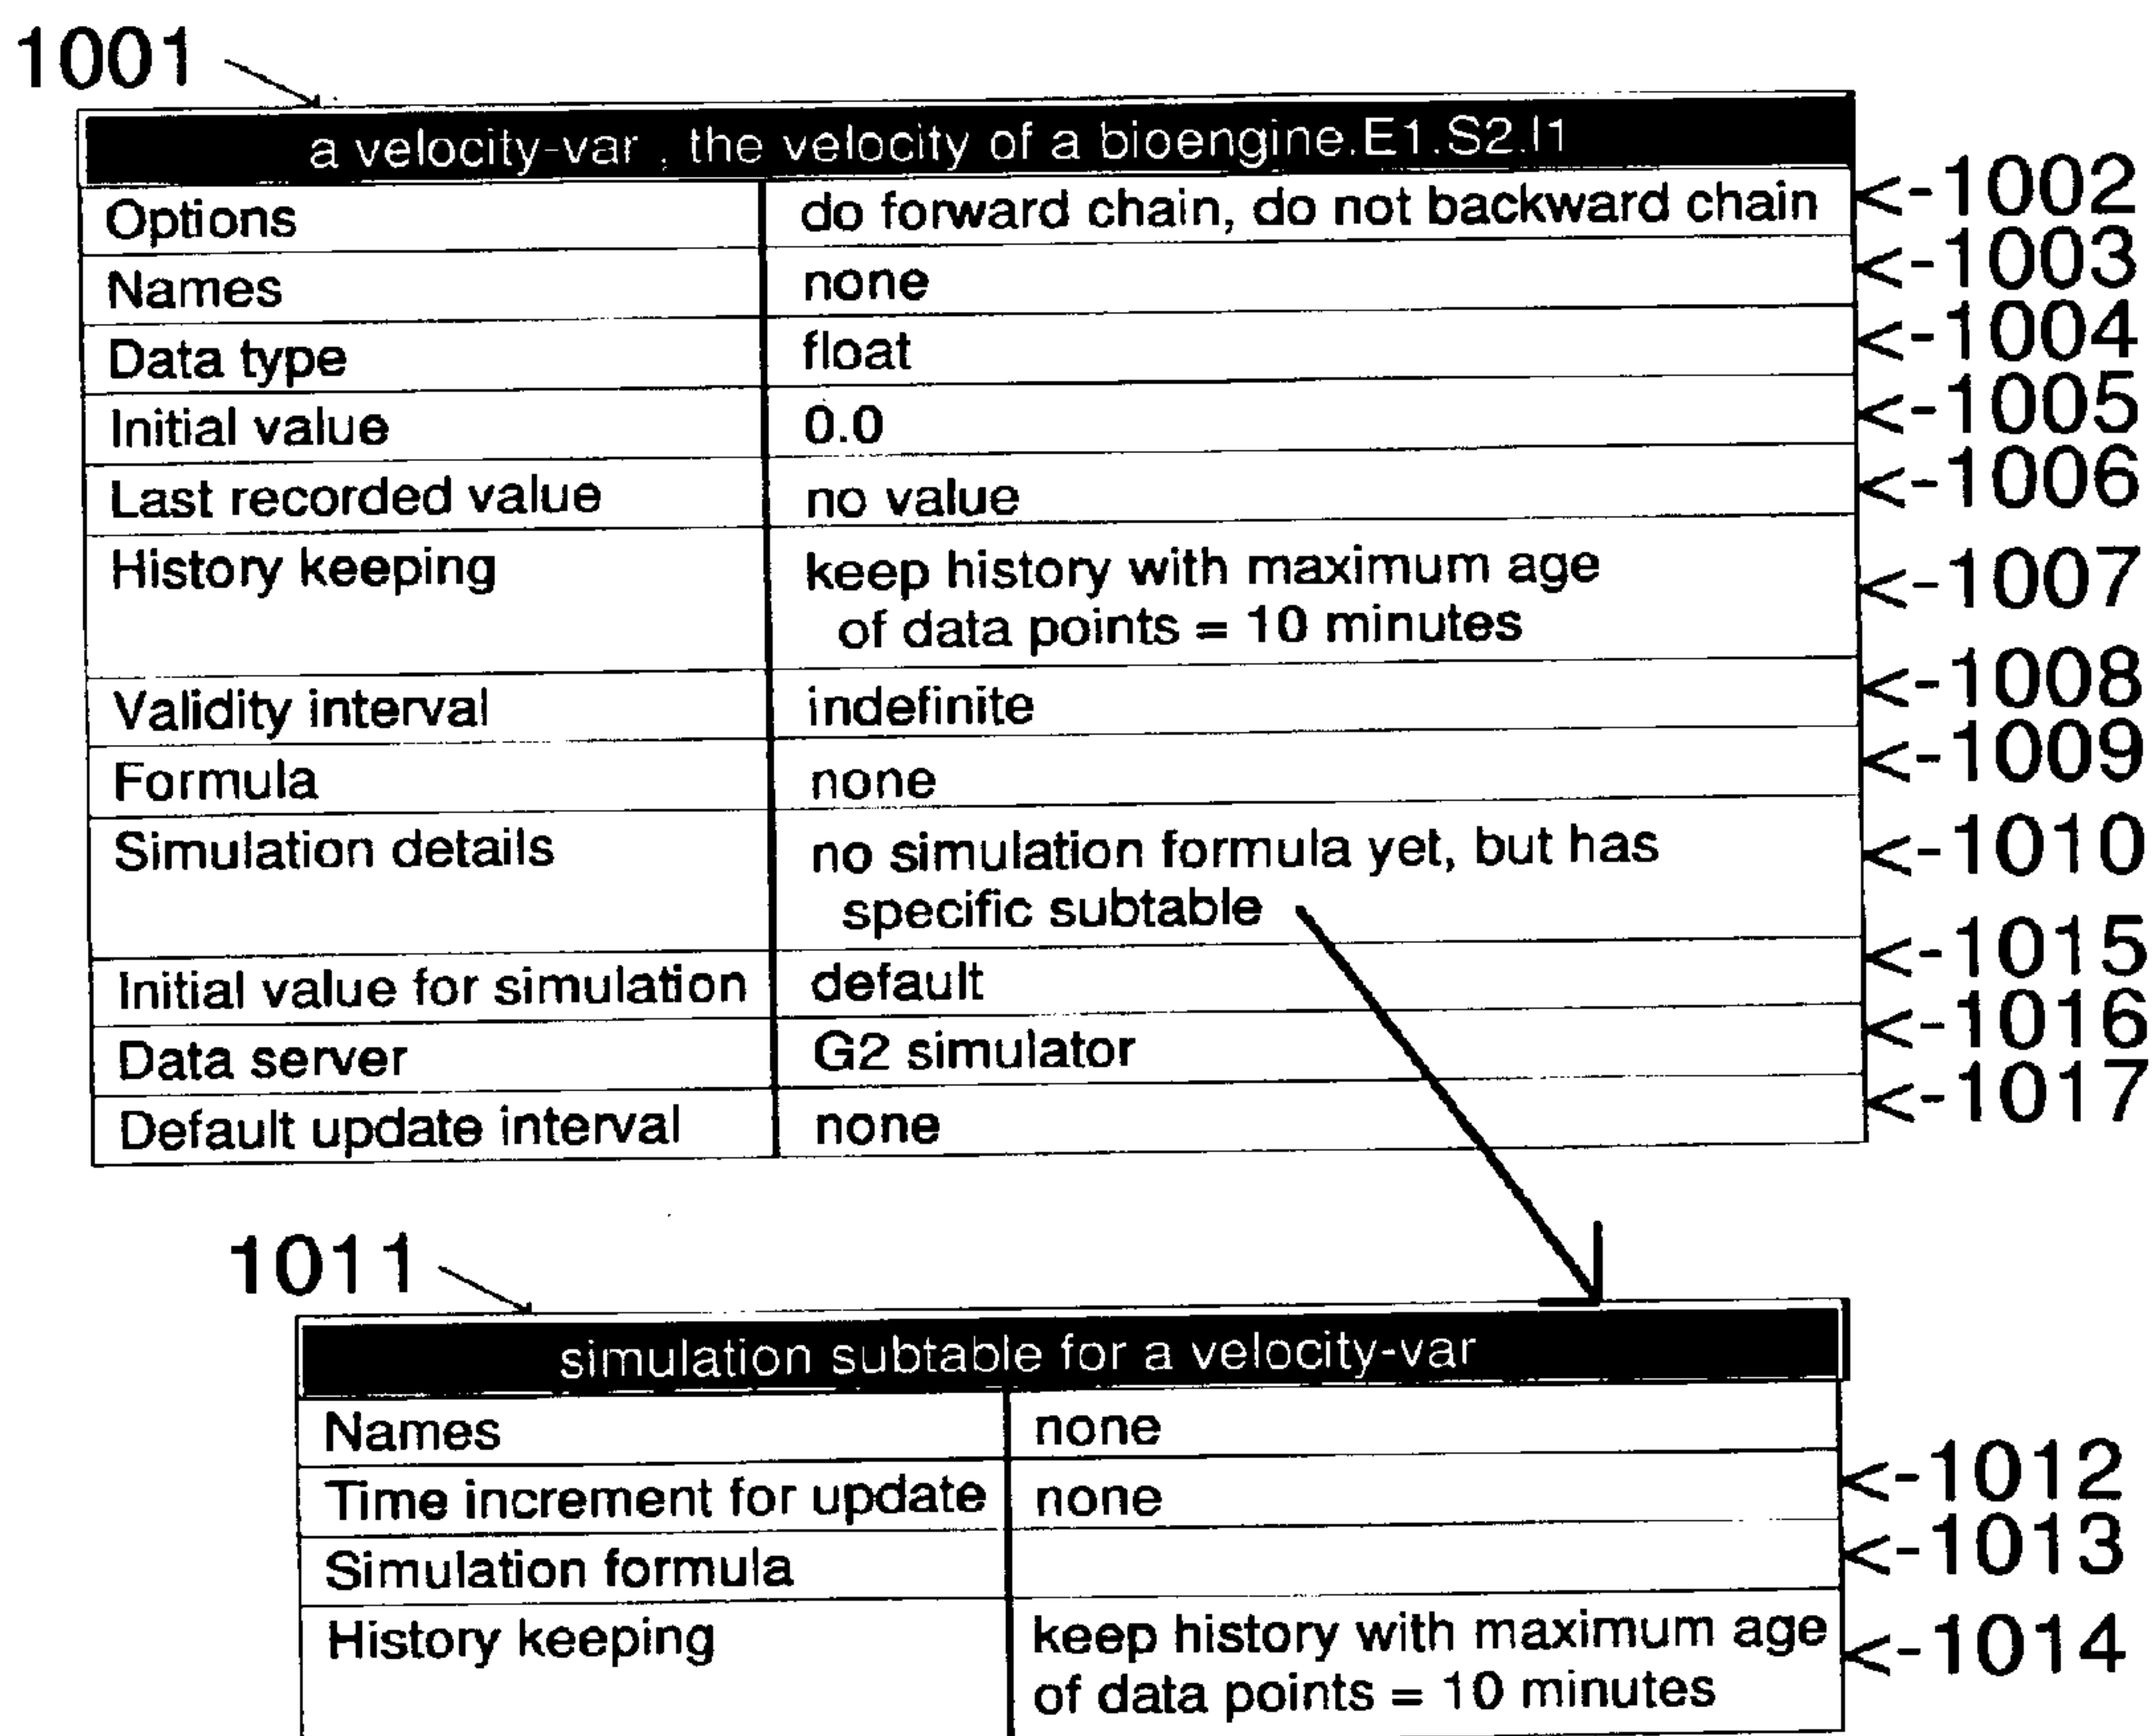 1001
a velocity-var , the velocity of a bioengine.E1.S2.I1
Options do forward chain, do not backward chain <-1002
Names none <-1003
Data type float <-1004
Initial value 0.0 <-1005
Last recorded value no value <-1006
History keeping keep history with maximum age <-1007
of data points = 10 minutes
Validity interval indefinite <-1008
Formula none <-1009
Simulation details no simulation formula yet, but has <-1010
specific subtable
Initial value for simulation default <-1015
Data server G2 simulator <-1016
Default update interval none <-1017
1011
simulation subtable for a velocity-var
Names none
Time increment for update none <-1012
Simulation formula <-1013
History keeping keep history with maximum age <-1014
of data points = 10 minutes